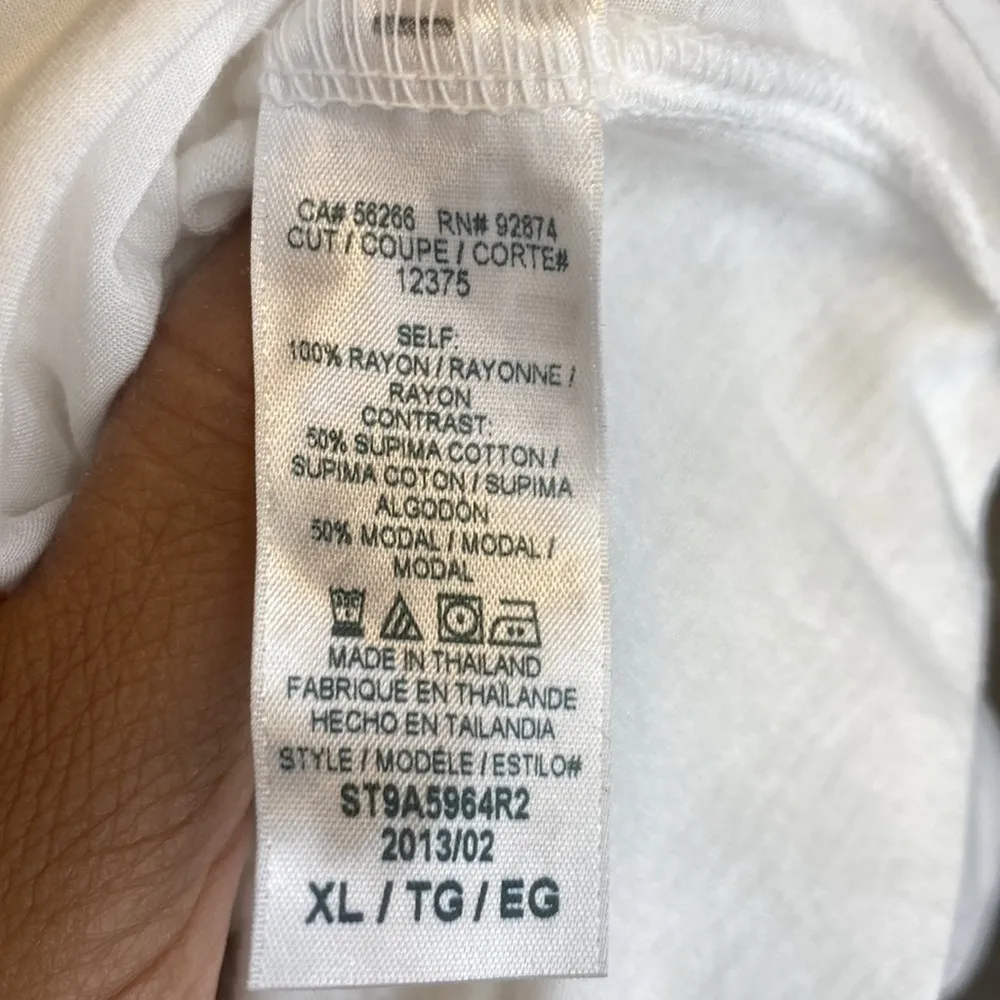 CA# 56266 RN# 92874
CUT / COUPE / CORTE#
12375
SELF:
100% RAYON / RAYONNE /
RAYON
CONTRAST:
50% SUPIMA COTTON /
SUPIMA COTON / SUPIMA
ALGODON
50% MODAL / MODAL /
MODAL
MADE IN THAILAND
FABRIQUE EN THAÏLANDE
HECHO EN TAILANDIA
STYLE / MODÈLE / ESTILO#
ST9A5964R2
2013/02
XL / TG / EG